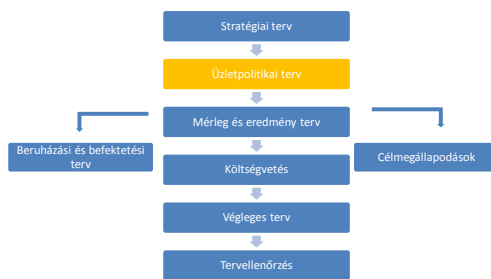 Stratégiai terv
Üzletpolitikai terv
Mérleg és eredmény terv
Beruházási és befektetési
terv
Költségvetés
Célmegállapodások
Végleges terv
Tervellenőrzés